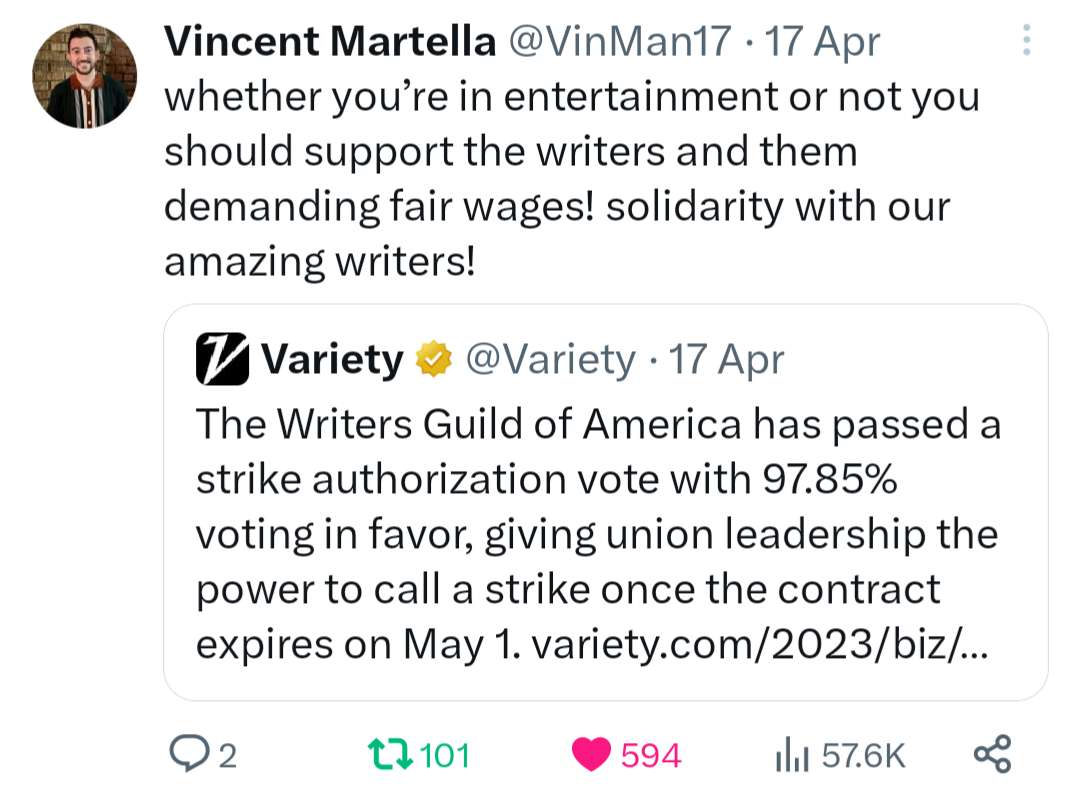 Vincent Martella @VinMan17 · 17 Apr
whether you’re in entertainment or not you
should support the writers and them
demanding fair wages! solidarity with our
amazing writers!
Variety @Variety · 17 Apr
The Writers Guild of America has passed a
strike authorization vote with 97.85%
voting in favor, giving union leadership the
power to call a strike once the contract
expires on May 1. variety.com/2023/biz/...
2 101 594 57.6K